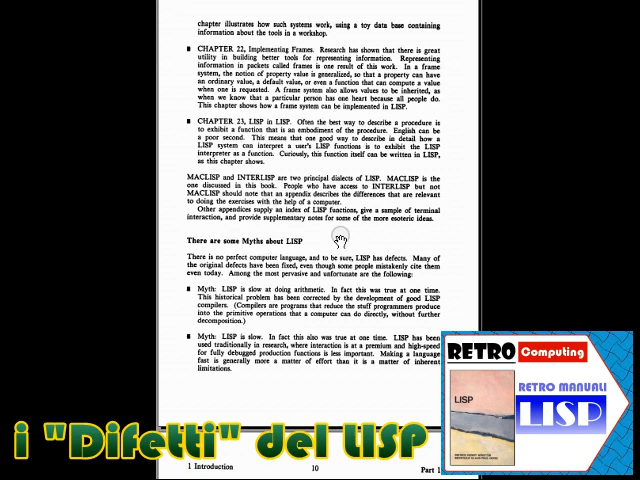 chapter illustrates how such systems work, using a toy data base containing
information about the tools in a workshop.
CHAPTER 22, Implementing Frames. Research has shown that there is great
utility in building better tools for representing information. Representing
information in packets called frames is one result of this work. In a frame
system, the notion of property value is generalized, so that a property can have
an ordinary value, a default value, or even a function that can compute a value
when one is requested. A frame system also allows values to be inherited, as
when we know that a particular person has one heart because all people do.
This chapter shows how a frame system can be implemented in LISP.
CHAPTER 23, LISP in LISP. Often the best way to describe a procedure is
to exhibit a function that is an embodiment of the procedure. English can be
a poor second. This means that one good way to describe in detail how a
LISP system can interpret a user's LISP functions is to exhibit the LISP
interpreter as a function. Curiously, this function itself can be written in LISP,
as this chapter shows.
MACLISP and INTERLISP are two principal dialects of LISP. MACLISP is the
one discussed in this book. People who have access to INTERLISP but not
MACLISP should note that an appendix describes the differences that are relevant
to doing the exercises with the help of a computer.
Other appendices supply an index of LISP functions, give a sample of terminal
interaction, and provide supplementary notes for some of the more esoteric ideas.
There are some Myths about LISP
There is no perfect computer language, and to be sure, LISP has defects. Many of
the original defects have been fixed, even though some people mistakenly cite them
even today. Among the most pervasive and unfortunate are the following:
Myth: LISP is slow at doing arithmetic. In fact this was true at one time.
This historical problem has been corrected by the development of good LISP
compilers. (Compilers are programs that reduce the stuff programmers produce
into the primitive operations that a computer can do directly, without further
decomposition.)
Myth: LISP is slow. In fact this also was true at one time. LISP has been
used traditionally in research, where interaction is at a premium and high-speed
for fully debugged production functions is less important. Making a language
fast is generally more a matter of effort than it is a matter of inherent
limitations.
RETRO Computing
RETRO MANUALI
LISP
LISP
i "Difetti" del LISP
1 Introduction 10 Part 1